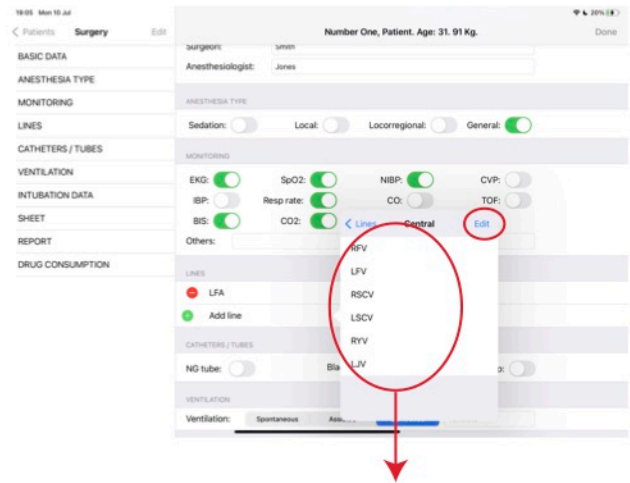 19:05 Mon 10 Jul 20%
Patients Surgery Edit Number One, Patient. Age: 31. 91 Kg. Done
BASIC DATA
ANESTHESIA TYPE
MONITORING
LINES
CATHETERS / TUBES
VENTILATION
INTUBATION DATA
SHEET
REPORT
DRUG CONSUMPTION
Surgeon: Smith
Anesthesiologist: Jones
ANESTHESIA TYPE
Sedation: Local: Locorregional: General:
MONITORING
EKG: SpO2: NIBP: CVP:
IBP: Resp rate: CO: TOF:
BIS: CO2:
Others:
Lines Central Edit
RFV
LFV
RSCV
LSCV
RYV
LJV
LINES
LFA
Add line
CATHETERS / TUBES
NG tube: Bla
VENTILATION
Ventilation: Spontaneous